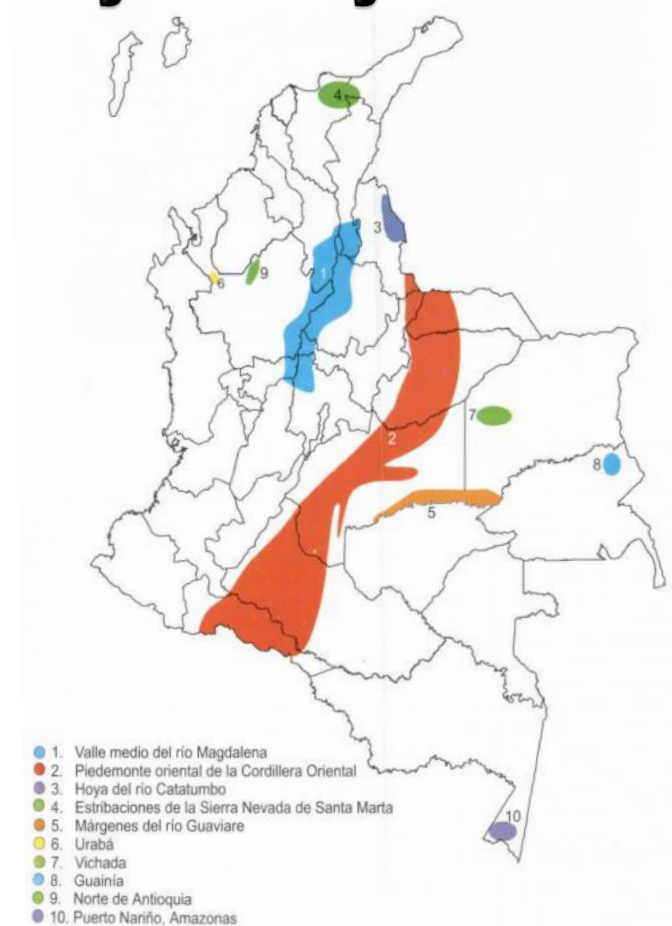 4
3
1
9
6
7
2
8
5
10
1. Valle medio del río Magdalena
2. Piedemonte oriental de la Cordillera Oriental
3. Hoya del río Catatumbo
4. Estribaciones de la Sierra Nevada de Santa Marta
5. Márgenes del río Guaviare
6. Urabá
7. Vichada
8. Guainía
9. Norte de Antioquia
10. Puerto Nariño, Amazonas